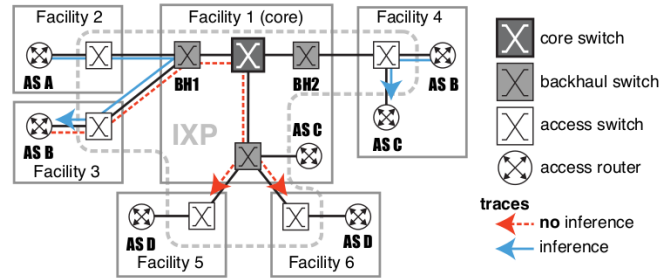 Facility 2
Facility 1 (core)
Facility 4
core switch
AS A
BH1
BH2
AS B
backhaul switch
IXP
AS C
AS C
access switch
AS B
Facility 3
access router
traces
no inference
AS D
AS D
inference
Facility 5
Facility 6